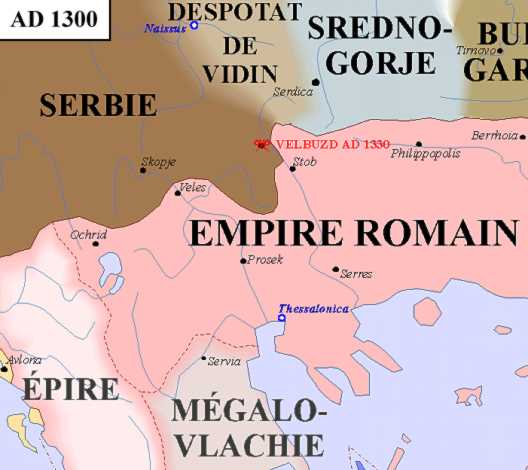 AD 1300
DESPOTAT
DE
VIDIN
Naissus
SREDNO-
GORJE
BU
GAR
Tirnovo
Serdica
SERBIE
VELBUZD AD 1330
Berrhoia
Philippopolis
Skopje
Stob
Veles
Ochrid
EMPIRE ROMAIN
Prosek
Serres
Thessalonica
Avlona
Servia
ÉPIRE
MÉGALO-
VLACHIE